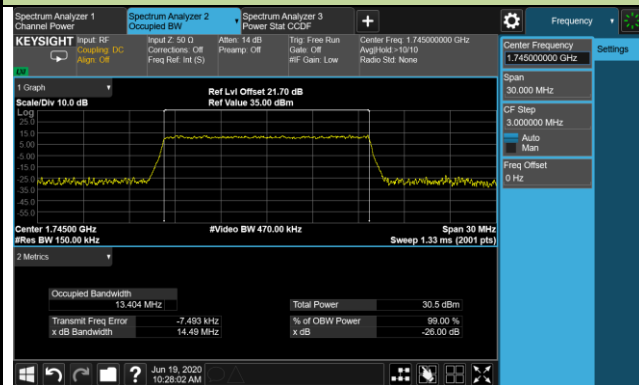 Spectrum Analyzer 1
Channel Power
Spectrum Analyzer 2
Occupied BW
Spectrum Analyzer 3
Power Stat CCDF
Frequency
KEYSIGHT
Input: RF
Coupling: DC
Align: Off
Input Z: 50 Ω
Corrections: Off
Freq Ref: Int (S)
Atten: 14 dB
Preamp: Off
Trig: Free Run
Gate: Off
#IF Gain: Low
Center Freq: 1.745000000 GHz
Avg|Hold:>10/10
Radio Std: None
Center Frequency
1.745000000 GHz
Settings
Span
30.000 MHz
CF Step
3.000000 MHz
Auto
Man
Freq Offset
0 Hz
1 Graph
Scale/Div 10.0 dB
Ref Lvl Offset 21.70 dB
Ref Value 35.00 dBm
Log
25.0
15.0
5.00
-5.00
-15.0
-25.0
-35.0
-45.0
-55.0
Center 1.74500 GHz
#Res BW 150.00 kHz
#Video BW 470.00 kHz
Span 30 MHz
Sweep 1.33 ms (2001 pts)
2 Metrics
Occupied Bandwidth
13.404 MHz
Total Power 30.5 dBm
Transmit Freq Error -7.493 kHz
% of OBW Power 99.00 %
x dB Bandwidth 14.49 MHz
x dB -26.00 dB
Jun 19, 2020
10:28:02 AM